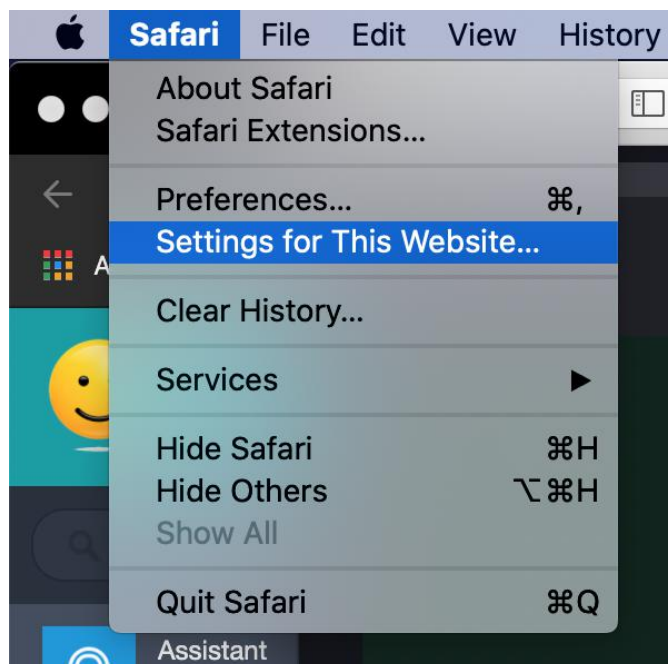 Safari File Edit View History
About Safari
Safari Extensions...
Preferences... ⌘,
Settings for This Website...
Clear History...
Services ▶
Hide Safari ⌘H
Hide Others ⌥⌘H
Show All
Quit Safari ⌘Q
A
Assistant